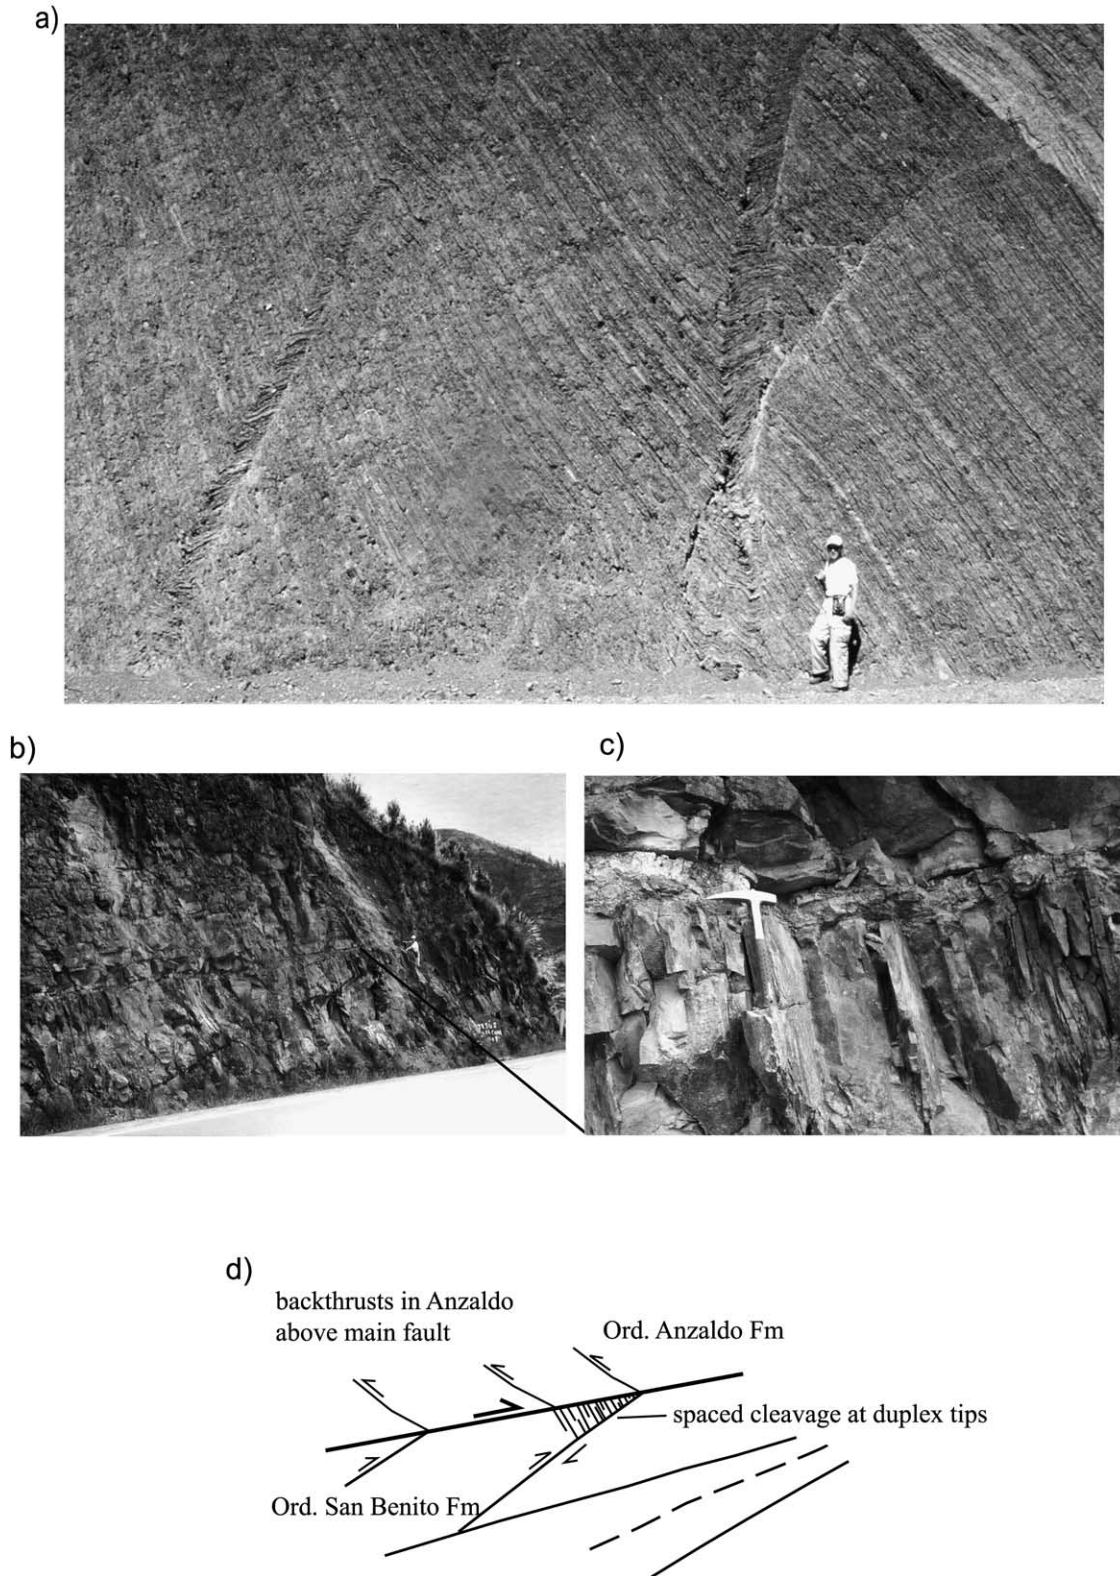 a)
b)
c)
d)
backthrusts in Anzaldo
above main fault
Ord. Anzaldo Fm
spaced cleavage at duplex tips
Ord. San Benito Fm